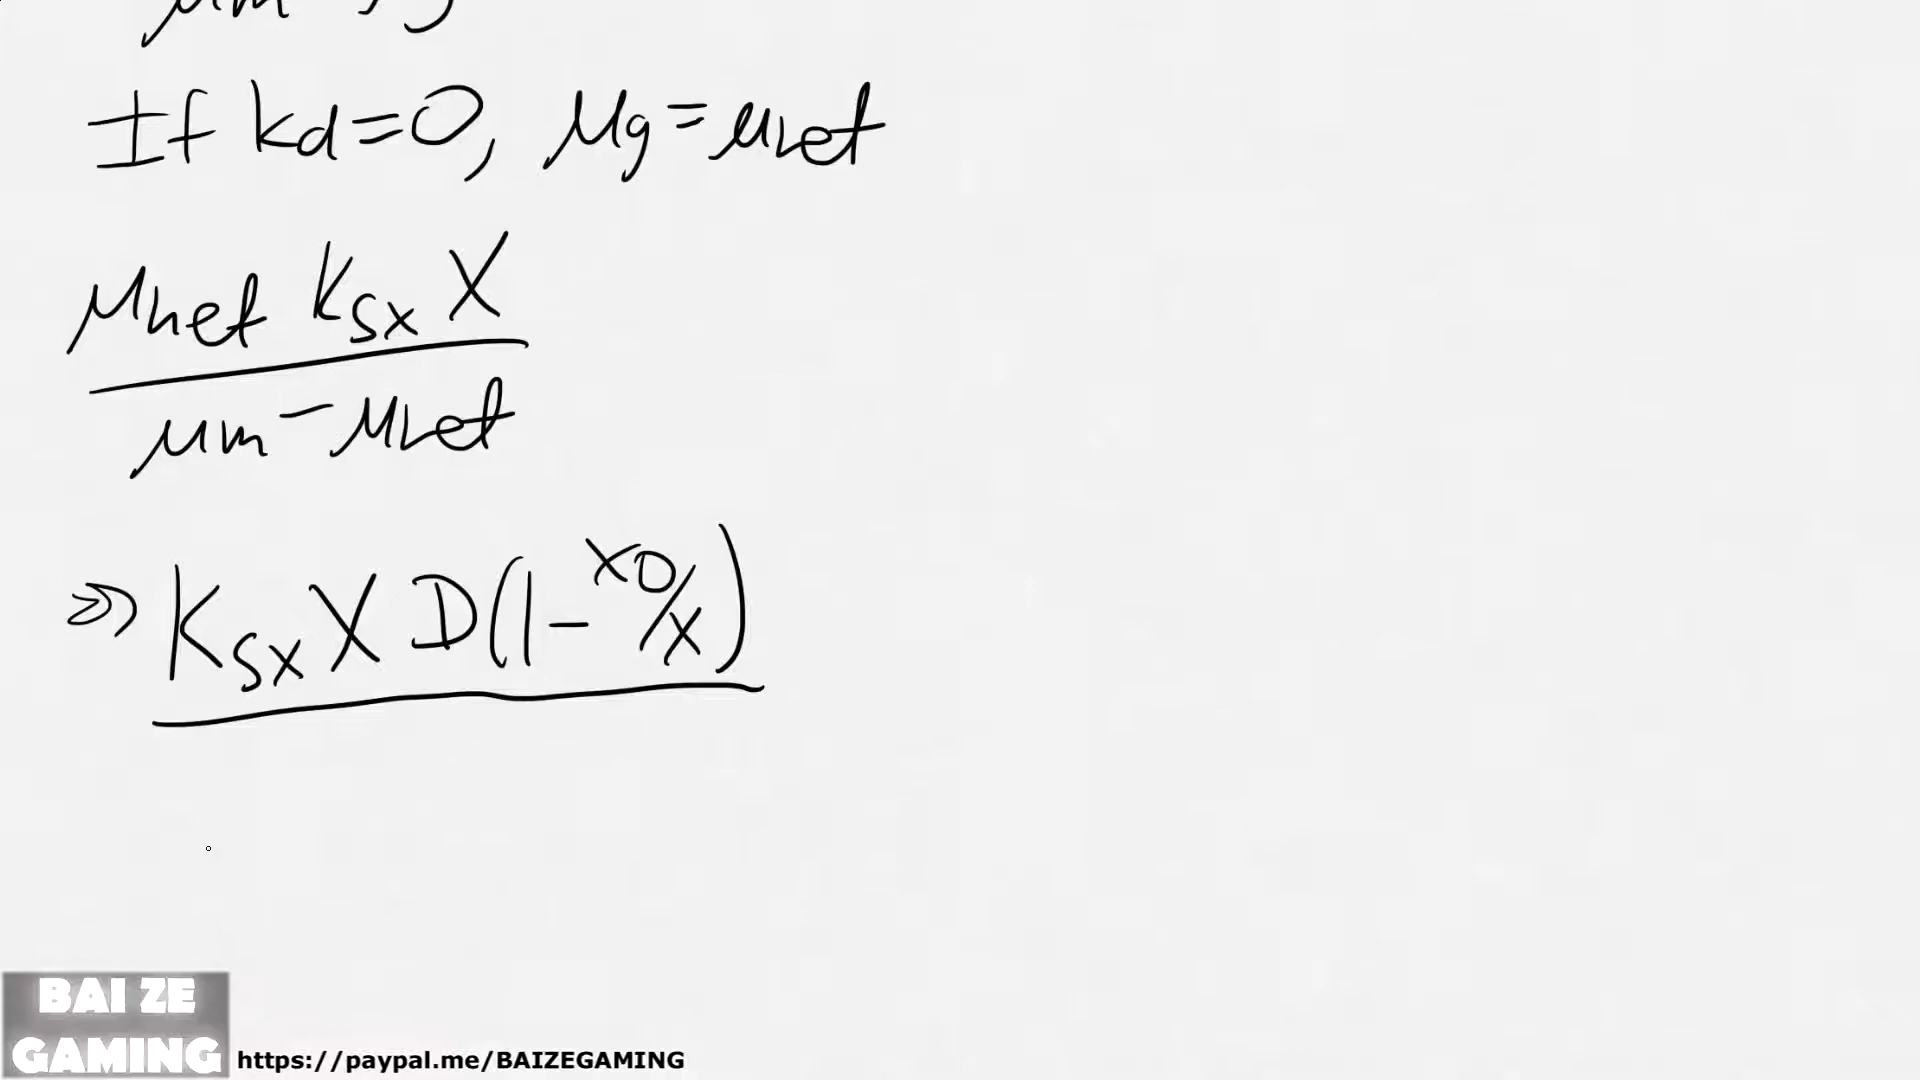 If kd=0, μg=μnet
μnet Ksx X
μm-μnet
⇒ Ksx X D(1-X0/X)
BAI ZE
GAMING
https://paypal.me/BAIZEGAMING